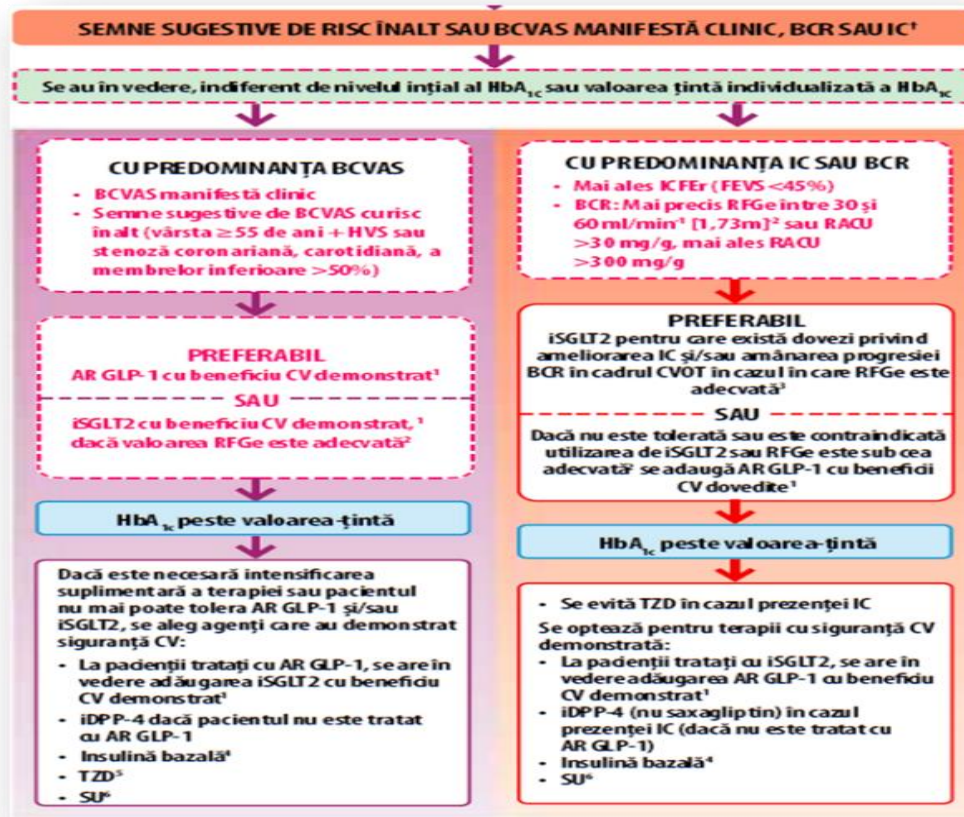 SEMNE SUGESTIVE DE RISC ÎNALT SAU BCVAS MANIFESTĂ CLINIC, BCR SAU IC†
Se au în vedere, indiferent de nivelul ințial al HbA1C sau valoarea țintă individualizată a HbA1C
CU PREDOMINANȚA BCVAS
• BCVAS manifestă clinic
• Semne sugestive de BCVAS cu risc
înalt (vârsta ≥55 de ani + HVS sau
stenoză coronariană, carotidiană, a
membrelor inferioare >50%)
PREFERABIL
AR GLP-1 cu beneficiu CV demonstrat¹
SAU
iSGLT2 cu beneficiu CV demonstrat, ¹
dacă valoarea RFGe este adecvată²
HbA1c peste valoarea-țintă
Dacă este necesară intensificarea
suplimentară a terapiei sau pacientul
nu mai poate tolera AR GLP-1 și/sau
iSGLT2, se aleg agenți care au demonstrat
siguranță CV:
• La pacienții tratați cu AR GLP-1, se are în
vedere adăugarea iSGLT2 cu beneficiu
CV demonstrat¹
• iDPP-4 dacă pacientul nu este tratat
cu AR GLP-1
• Insulină bazală⁴
• TZD⁵
• SU⁶
CU PREDOMINANȚA IC SAU BCR
• Mai ales ICFEr (FEVS <45%)
• BCR: Mai precis RFGe între 30 și
60 ml/min⁻¹ [1,73m]² sau RACU
>30 mg/g, mai ales RACU
>300 mg/g
PREFERABIL
iSGLT2 pentru care există dovezi privind
ameliorarea IC și/sau amânarea progresiei
BCR în cadrul CVOT în cazul în care RFGe este
adecvată³
SAU
Dacă nu este tolerată sau este contraindicată
utilizarea de iSGLT2 sau RFGe este sub cea
adecvată² se adaugă AR GLP-1 cu beneficii
CV dovedite¹
HbA1c peste valoarea-țintă
• Se evită TZD în cazul prezenței IC
Se optează pentru terapii cu siguranță CV
demonstrată:
• La pacienții tratați cu iSGLT2, se are în
vedere adăugarea AR GLP-1 cu beneficiu
CV demonstrat¹
• iDPP-4 (nu saxagliptin) în cazul
prezenței IC (dacă nu este tratat cu
AR GLP-1)
• Insulină bazală⁴
• SU⁶